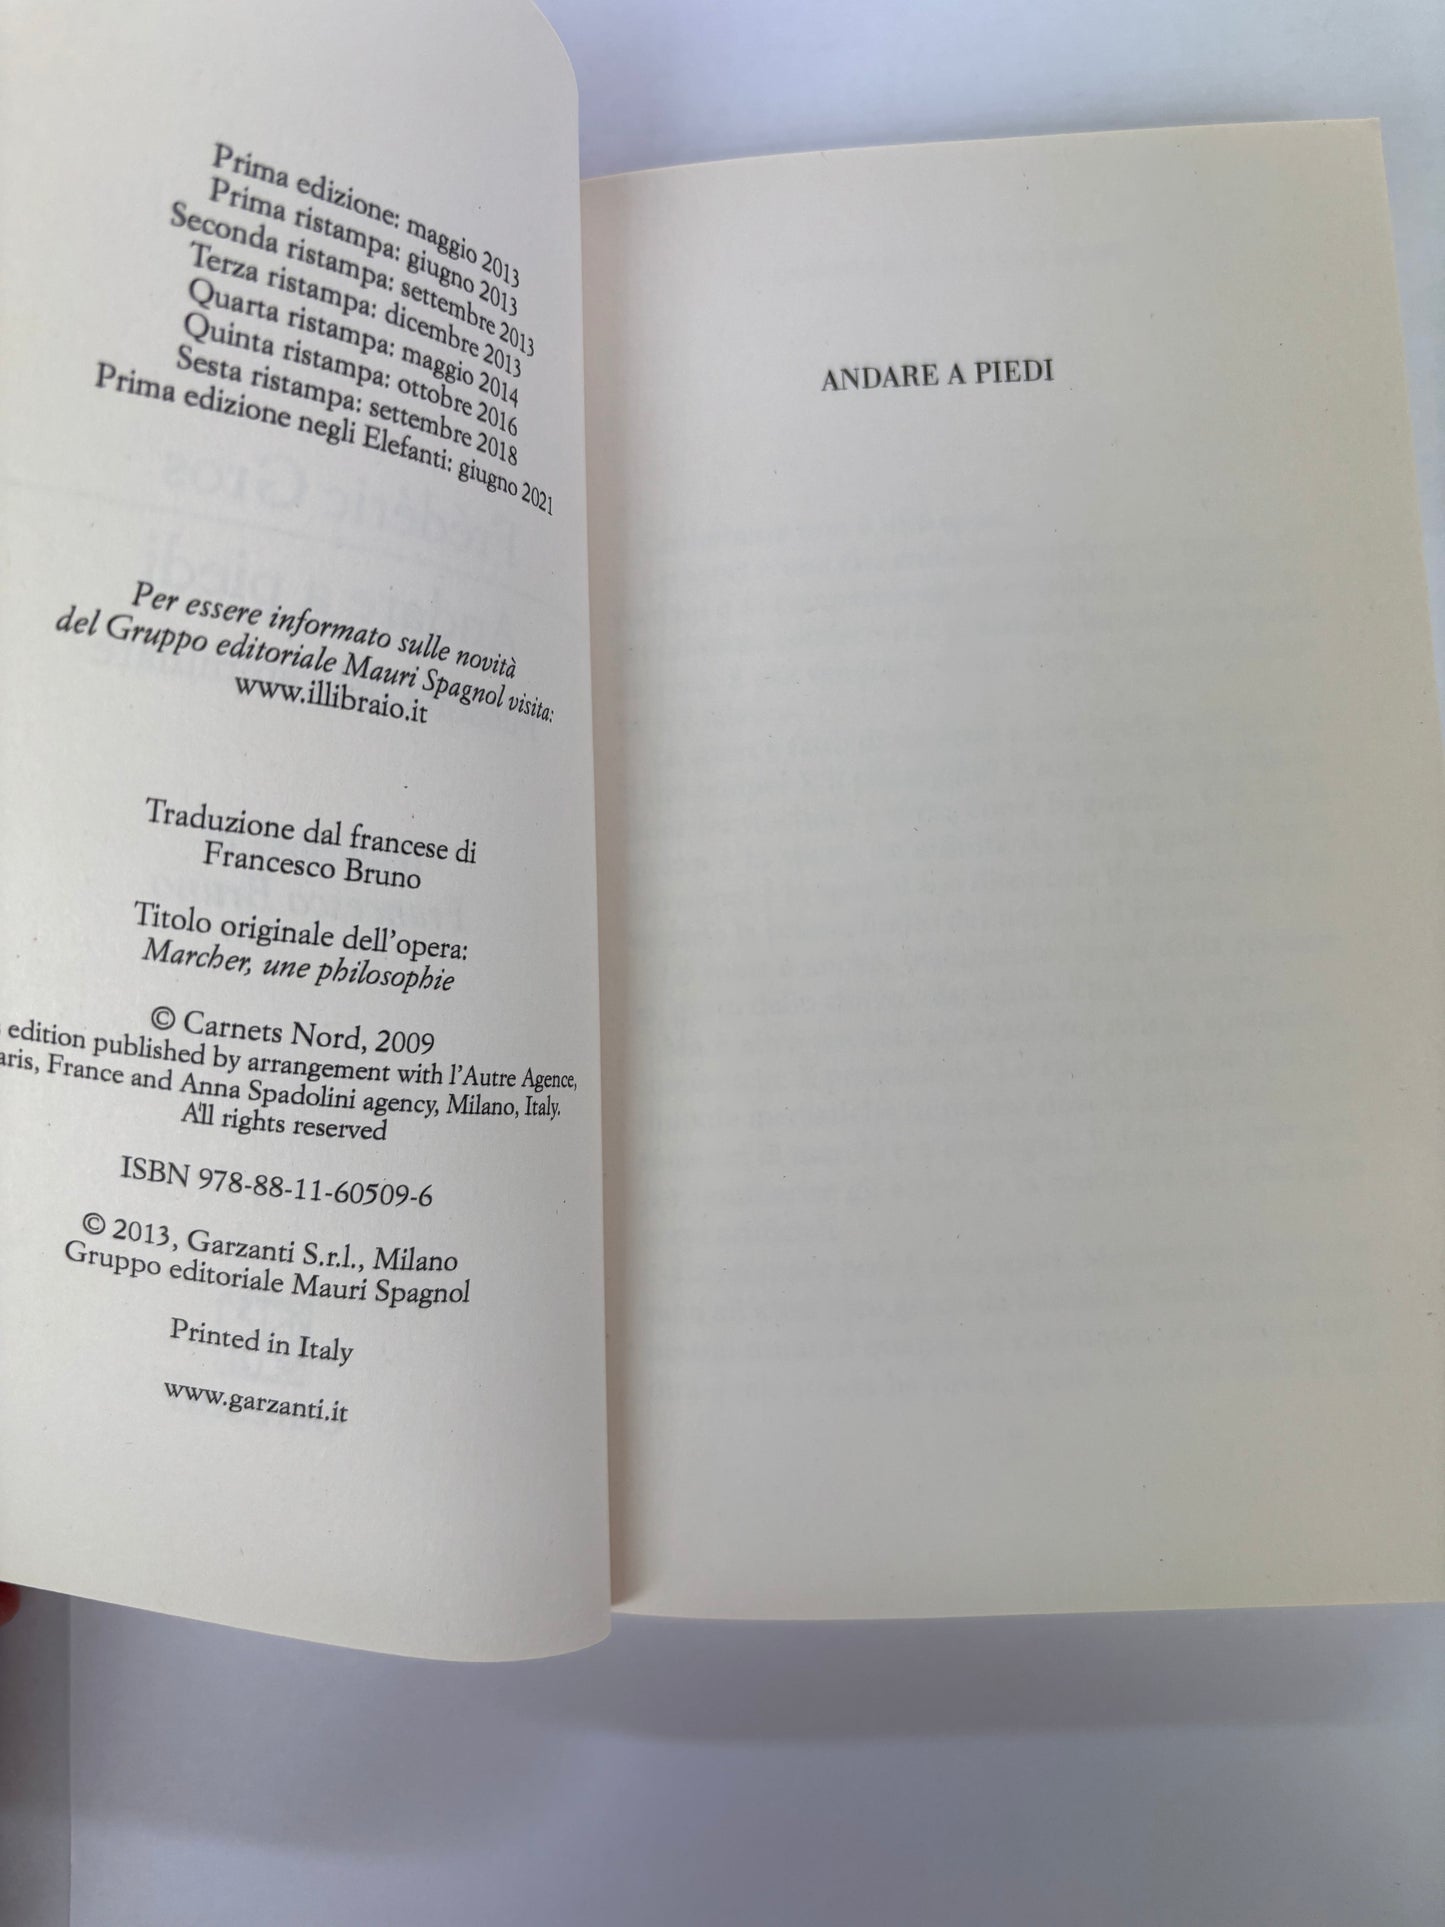 Prima edizione: maggio 2013
Prima ristampa: giugno 2013
Seconda ristampa: settembre 2013
Terza ristampa: dicembre 2013
Quarta ristampa: maggio 2014
Quinta ristampa: ottobre 2016
Sesta ristampa: settembre 2018
Prima edizione negli Elefanti: giugno 2021
Per essere informato sulle novità
del Gruppo editoriale Mauri Spagnol visita:
www.illibraio.it
Traduzione dal francese di
Francesco Bruno
Titolo originale dell'opera:
Marcher, une philosophie
© Carnets Nord, 2009
edition published by arrangement with l'Autre Agence,
aris, France and Anna Spadolini agency, Milano, Italy.
All rights reserved
ISBN 978-88-11-60509-6
© 2013, Garzanti S.r.l., Milano
Gruppo editoriale Mauri Spagnol
Printed in Italy
www.garzanti.it
ANDARE A PIEDI